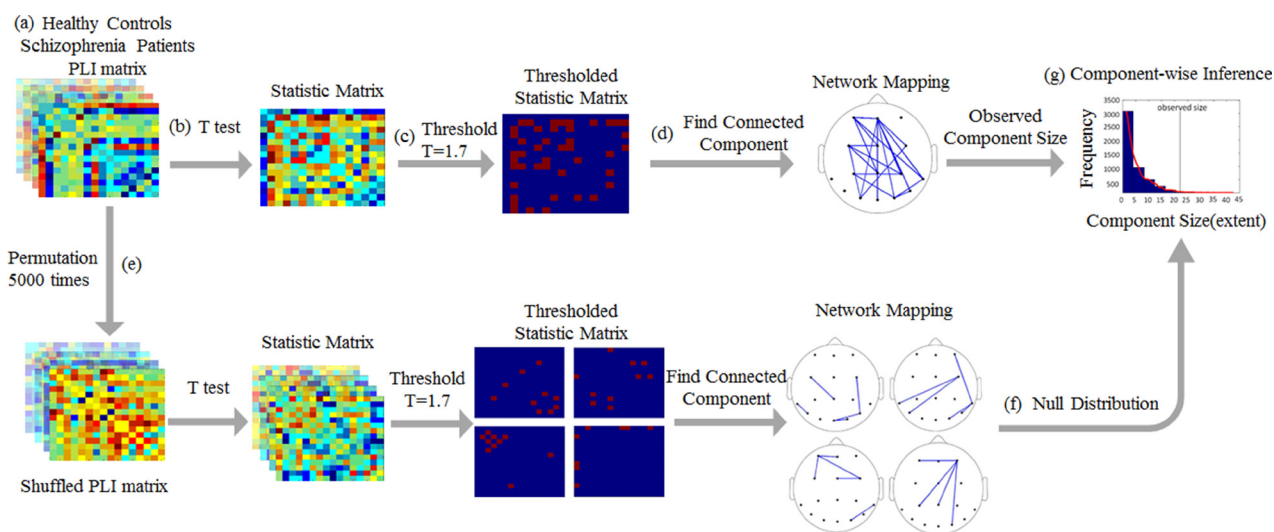 (a) Healthy Controls
Schizophrenia Patients
PLI matrix
(b) T test
Statistic Matrix
(c) Threshold
T=1.7
Thresholded
Statistic Matrix
(d) Find Connected
Component
Network Mapping
Observed
Component Size
(g) Component-wise Inference
observed size
Frequency
3500
3000
2500
2000
1500
1000
500
0 5 10 15 20 25 30 35 40 45
Component Size(extent)
Permutation
5000 times
(e)
Shuffled PLI matrix
T test
Statistic Matrix
Threshold
T=1.7
Thresholded
Statistic Matrix
Find Connected
Component
Network Mapping
(f) Null Distribution